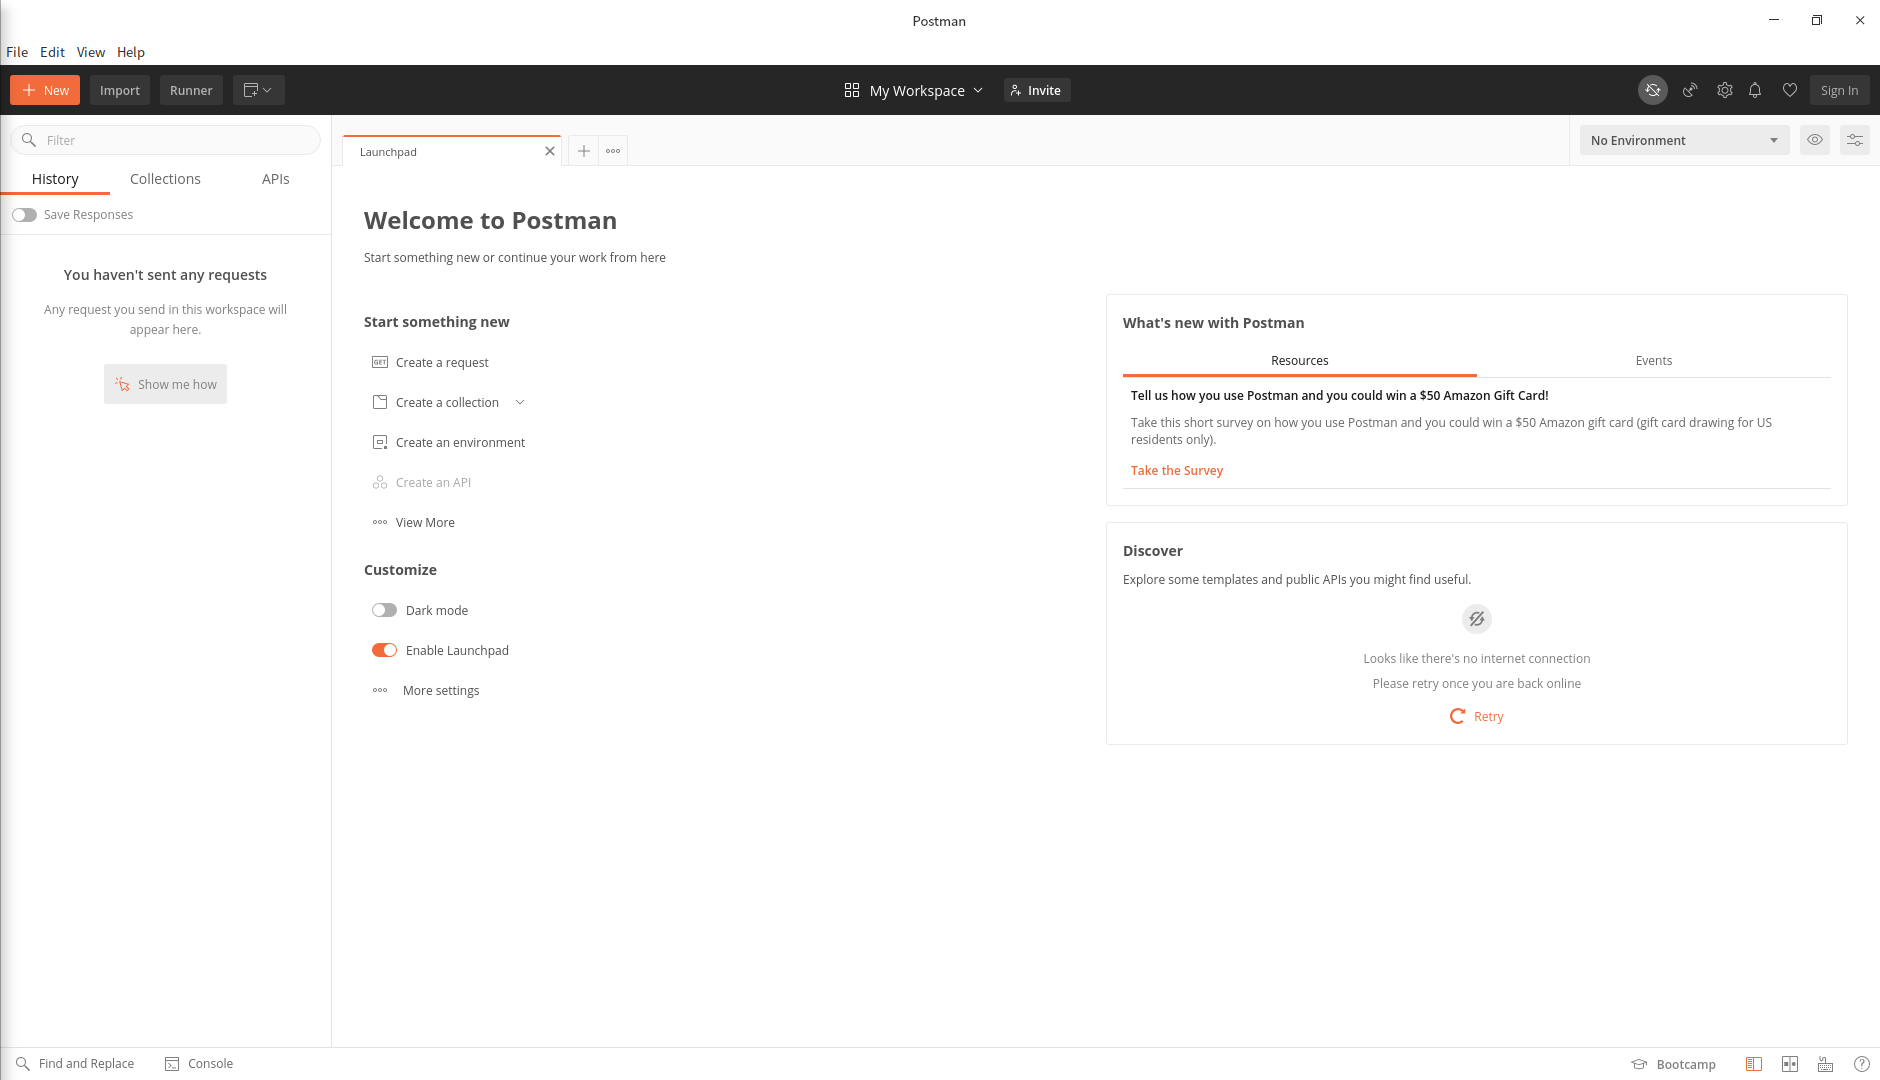 Postman
File Edit View Help
New Import Runner My Workspace Invite Sign In
Filter
Launchpad
No Environment
History Collections APIs
Save Responses
You haven't sent any requests
Any request you send in this workspace will
appear here.
Show me how
Welcome to Postman
Start something new or continue your work from here
Start something new
GET Create a request
Create a collection
Create an environment
Create an API
View More
Customize
Dark mode
Enable Launchpad
More settings
What's new with Postman
Resources Events
Tell us how you use Postman and you could win a $50 Amazon Gift Card!
Take this short survey on how you use Postman and you could win a $50 Amazon gift card (gift card drawing for US
residents only).
Take the Survey
Discover
Explore some templates and public APIs you might find useful.
Looks like there's no internet connection
Please retry once you are back online
Retry
Find and Replace Console Bootcamp